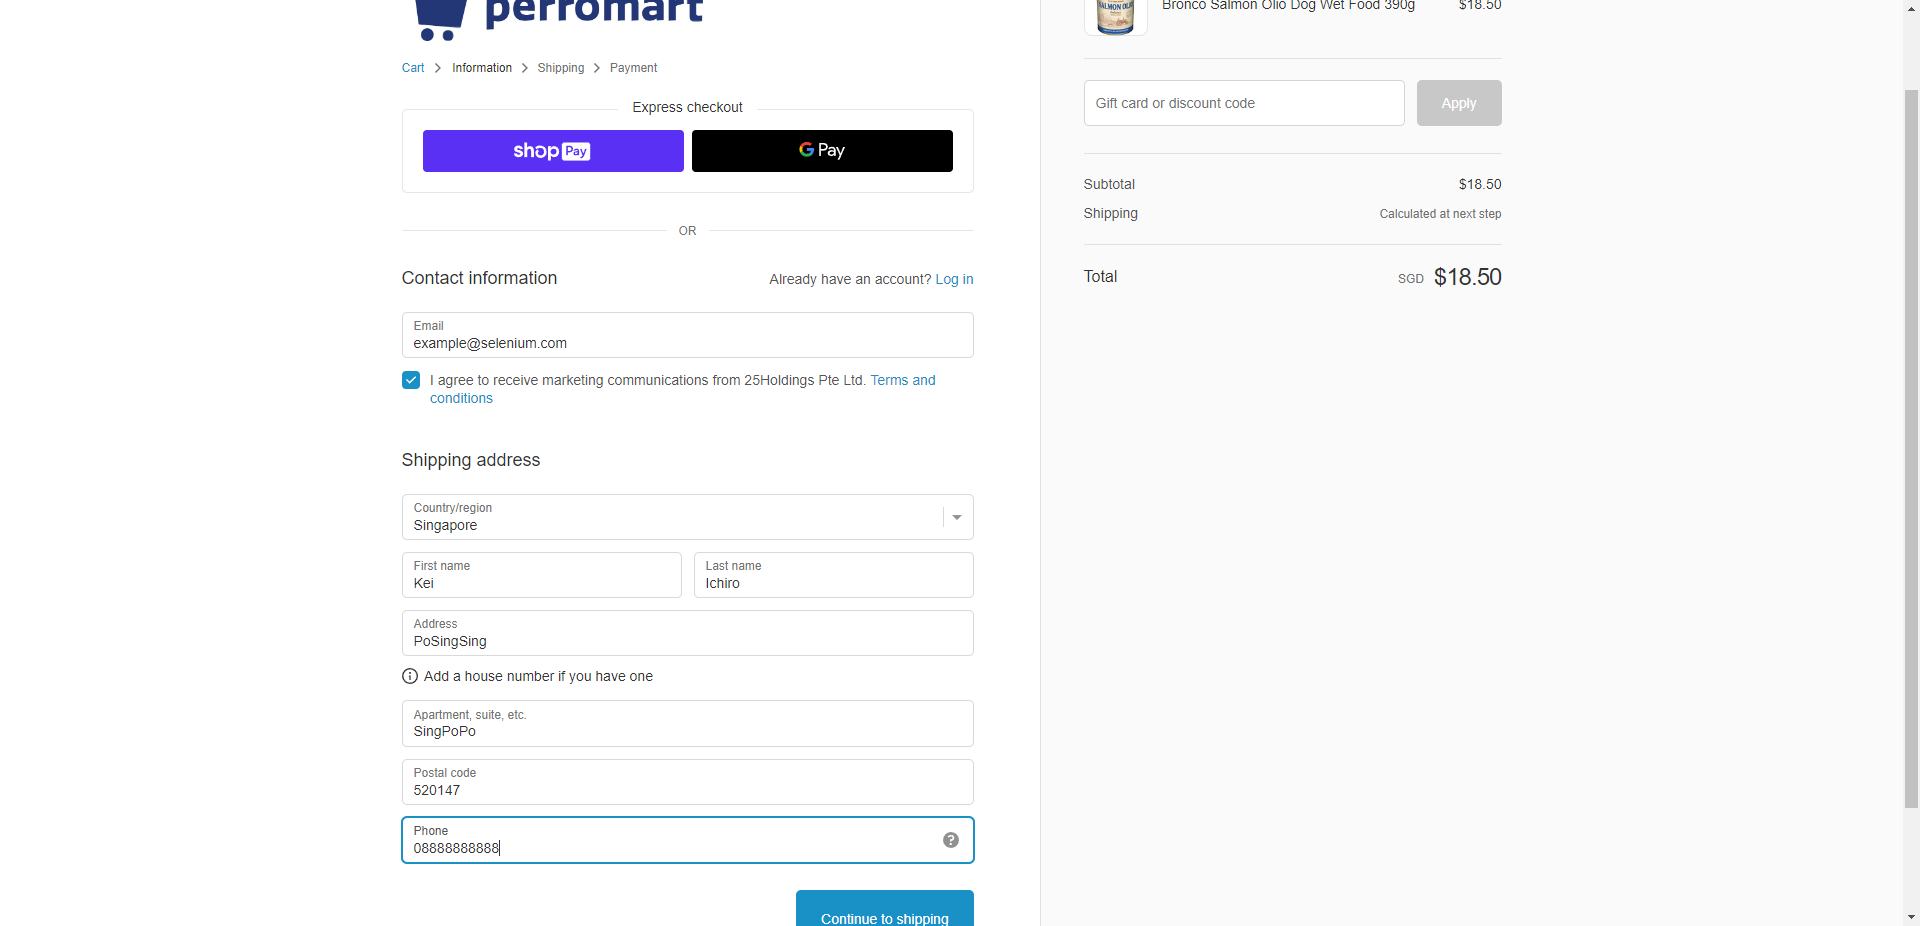 perromart
Cart > Information > Shipping > Payment
Express checkout
shop Pay
G Pay
OR
Contact information
Already have an account? Log in
Email
example@selenium.com
I agree to receive marketing communications from 25Holdings Pte Ltd. Terms and
conditions
Shipping address
Country/region
Singapore
First name
Kei
Last name
Ichiro
Address
PoSingSing
Add a house number if you have one
Apartment, suite, etc.
SingPoPo
Postal code
520147
Phone
08888888888
?
Continue to shipping
SALMON OLIO
Bronco Salmon Olio Dog Wet Food 390g
$18.50
Gift card or discount code
Apply
Subtotal
$18.50
Shipping
Calculated at next step
Total
SGD $18.50